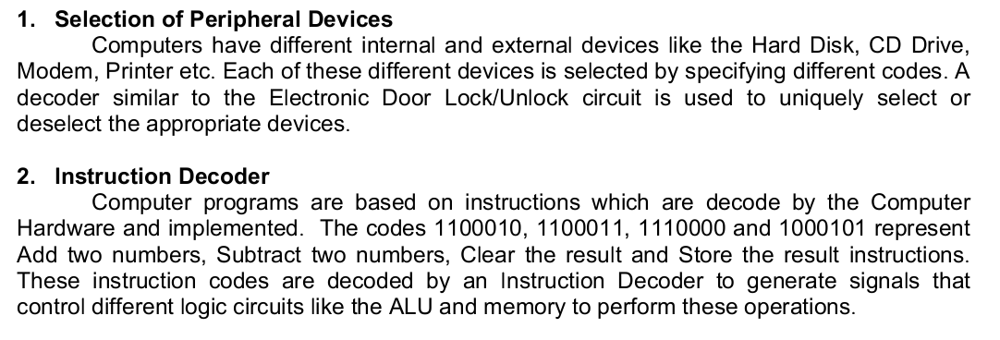 1. Selection of Peripheral Devices
Computers have different internal and external devices like the Hard Disk, CD Drive,
Modem, Printer etc. Each of these different devices is selected by specifying different codes. A
decoder similar to the Electronic Door Lock/Unlock circuit is used to uniquely select or
deselect the appropriate devices.
2. Instruction Decoder
Computer programs are based on instructions which are decode by the Computer
Hardware and implemented. The codes 1100010, 1100011, 1110000 and 1000101 represent
Add two numbers, Subtract two numbers, Clear the result and Store the result instructions.
These instruction codes are decoded by an Instruction Decoder to generate signals that
control different logic circuits like the ALU and memory to perform these operations.